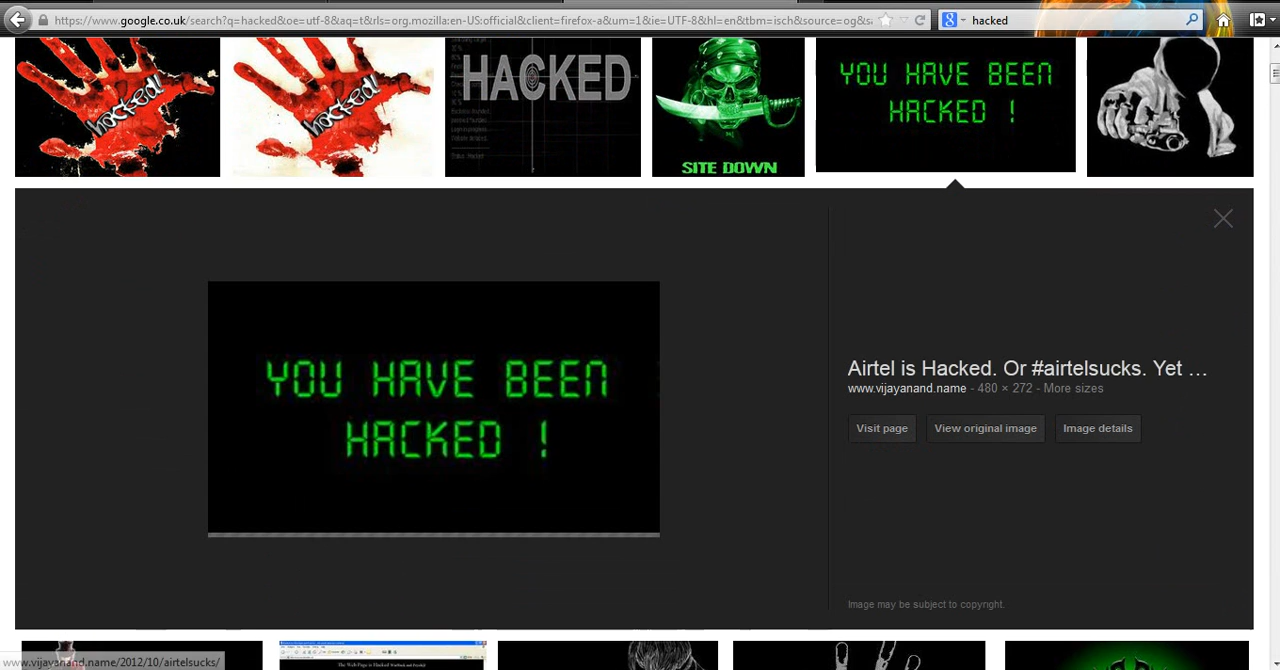 https://www.google.co.uk/search?q=hacked&oe=utf-8&aq=t&rls=org.mozilla:en-US:official&client=firefox-a&um=1&ie=UTF-8&hl=en&tbm=isch&source=og&s
hacked
hacked!
hacked!
HACKED
SITE DOWN
YOU HAVE BEEN
HACKED !
YOU HAVE BEEN
HACKED !
Airtel is Hacked. Or #airtelsucks. Yet ...
www.vijayanand.name - 480 × 272 - More sizes
Visit page
View original image
Image details
Image may be subject to copyright.
www.vijayanand.name/2012/10/airtelsucks/